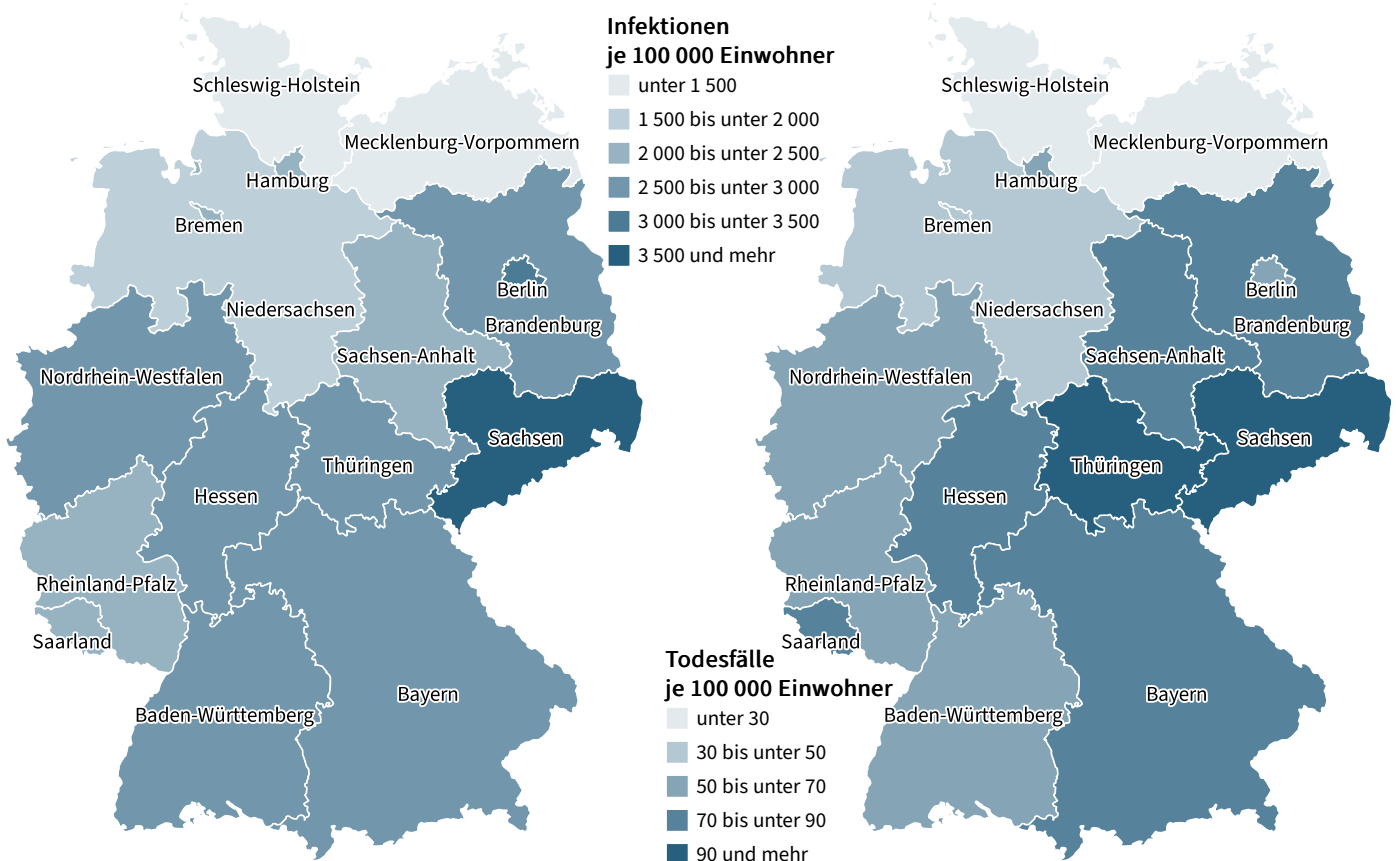 Infektionen
je 100 000 Einwohner
unter 1 500
1 500 bis unter 2 000
2 000 bis unter 2 500
2 500 bis unter 3 000
3 000 bis unter 3 500
3 500 und mehr
Schleswig-Holstein
Mecklenburg-Vorpommern
Hamburg
Bremen
Berlin
Niedersachsen
Brandenburg
Sachsen-Anhalt
Nordrhein-Westfalen
Sachsen
Thüringen
Hessen
Rheinland-Pfalz
Saarland
Bayern
Baden-Württemberg
Todesfälle
je 100 000 Einwohner
unter 30
30 bis unter 50
50 bis unter 70
70 bis unter 90
90 und mehr
Schleswig-Holstein
Mecklenburg-Vorpommern
Hamburg
Bremen
Berlin
Niedersachsen
Brandenburg
Sachsen-Anhalt
Nordrhein-Westfalen
Sachsen
Thüringen
Hessen
Rheinland-Pfalz
Saarland
Bayern
Baden-Württemberg